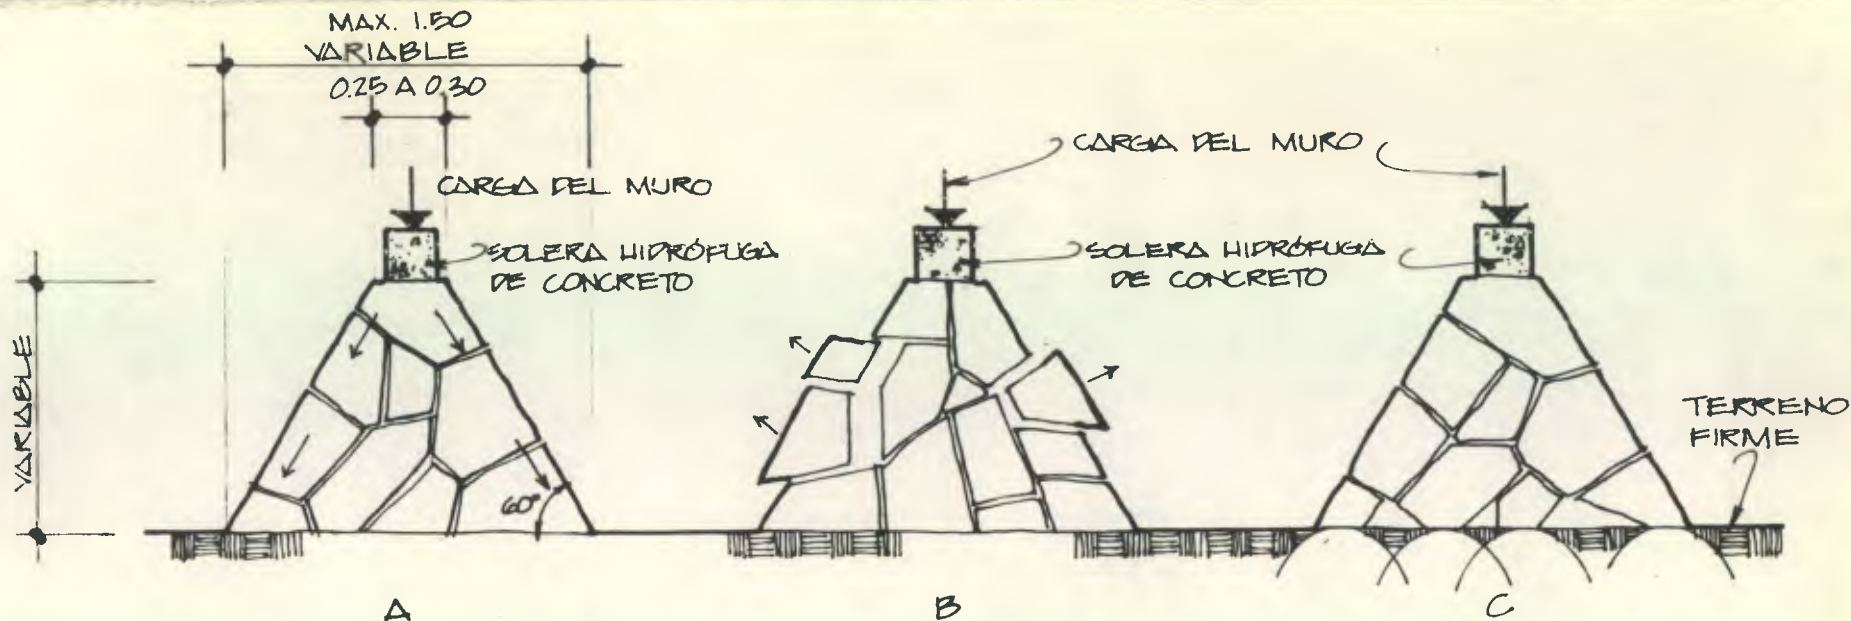 MAX. 1.50
VARIABLE
0.25 A 0.30
CARGA DEL MURO
SOLERA HIDRÓFUGA
DE CONCRETO
VARIABLE
60°
A
CARGA DEL MURO
SOLERA HIDRÓFUGA
DE CONCRETO
B
TERRENO
FIRME
C